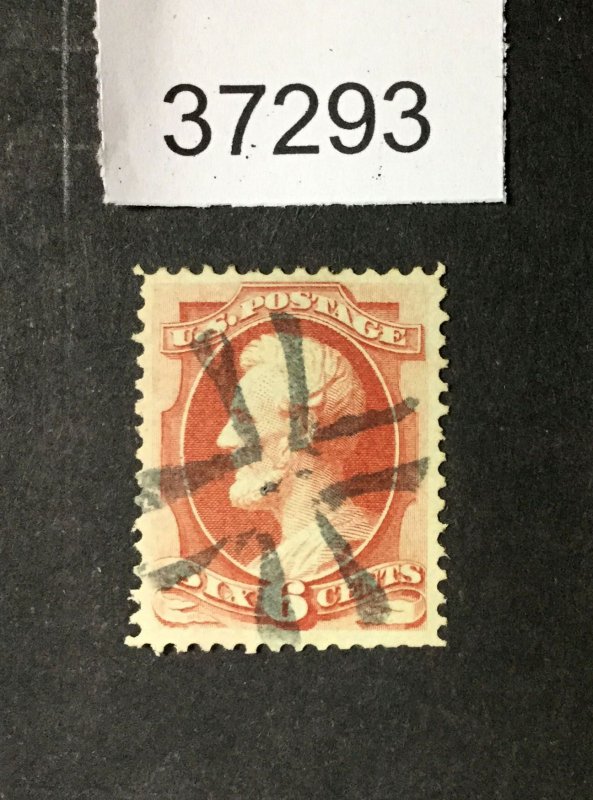 37293
U.S. POSTAGE
SIX 6 CENTS